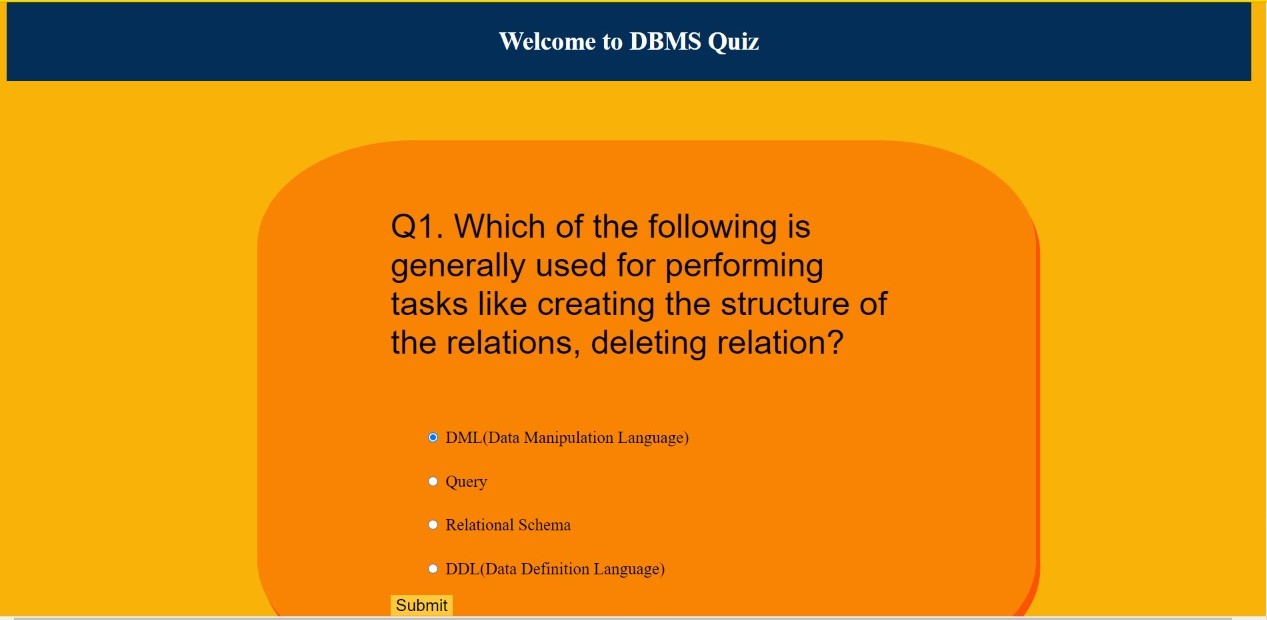 Welcome to DBMS Quiz
Q1. Which of the following is
generally used for performing
tasks like creating the structure of
the relations, deleting relation?
DML(Data Manipulation Language)
Query
Relational Schema
DDL(Data Definition Language)
Submit